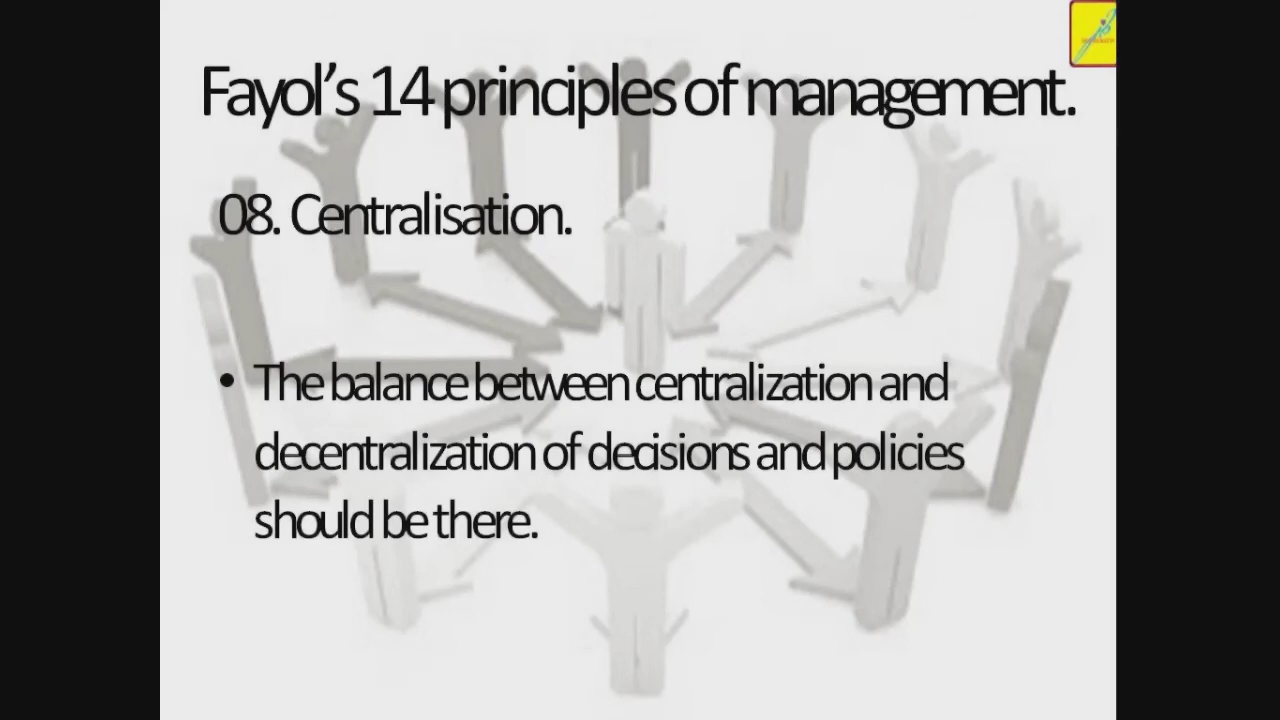 Fayol’s 14 principles of management.
08. Centralisation.
• The balance between centralization and
decentralization of decisions and policies
should be there.